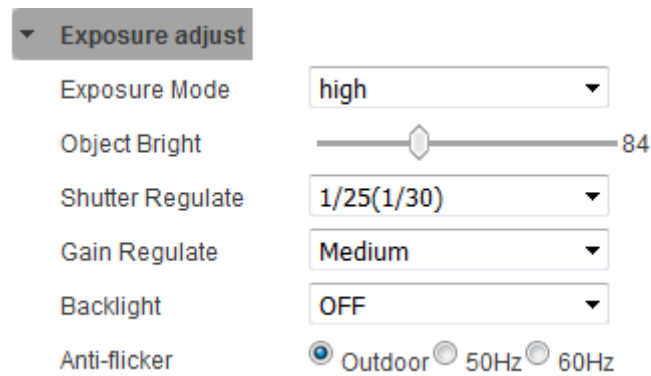 Exposure adjust
Exposure Mode high
Object Bright 84
Shutter Regulate 1/25(1/30)
Gain Regulate Medium
Backlight OFF
Anti-flicker Outdoor 50Hz 60Hz